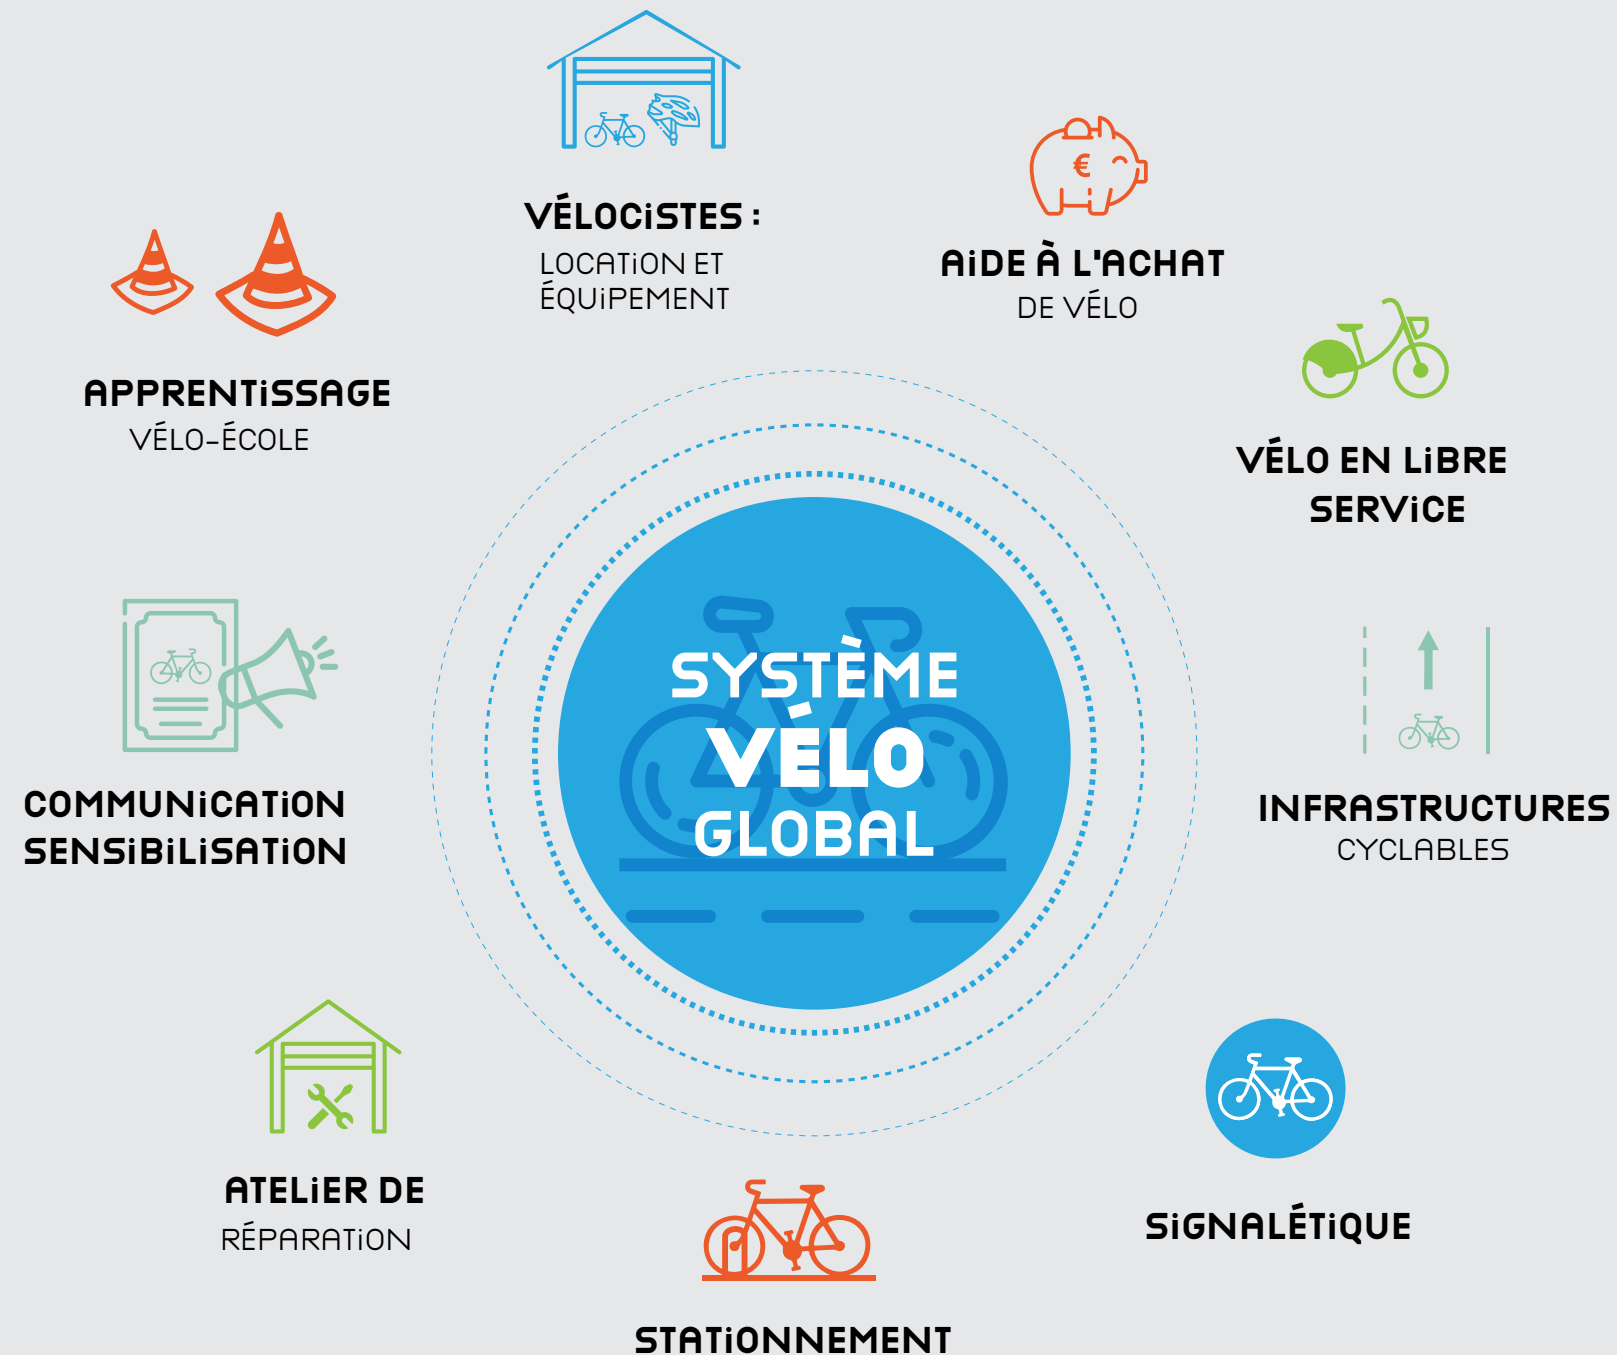 VÉLOCiSTES :
LOCATiON ET
ÉQUiPEMENT
€
AiDE À L'ACHAT
DE VÉLO
APPRENTiSSAGE
VÉLO-ÉCOLE
VÉLO EN LiBRE
SERViCE
SYSTÈME
VÉLO
GLOBAL
COMMUNiCATiON
SENSiBiLiSATiON
INFRASTRUCTURES
CYCLABLES
ATELiER DE
RÉPARATiON
SiGNALÉTiQUE
STATiONNEMENT